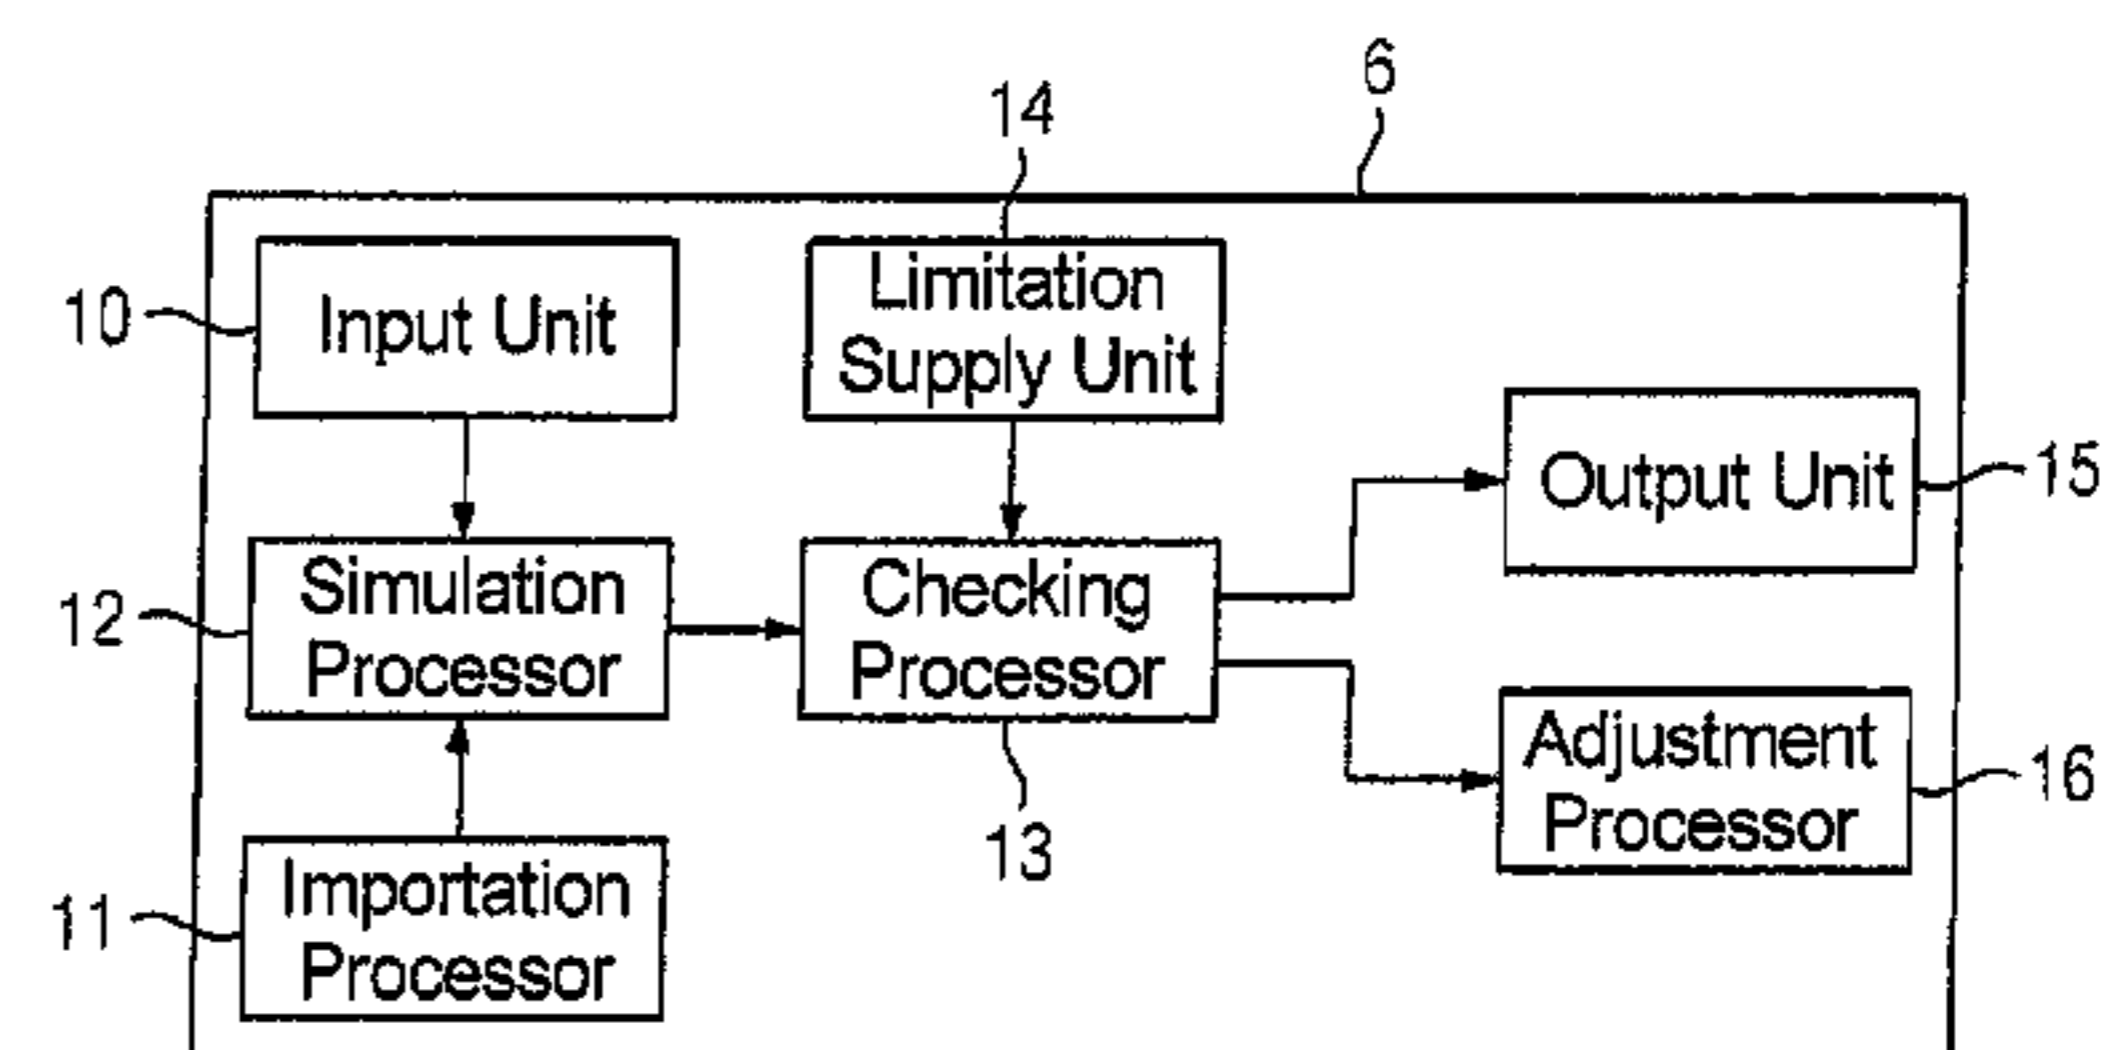 6
14
10
Input Unit
Limitation
Supply Unit
Output Unit
15
12
Simulation
Processor
Checking
Processor
13
Adjustment
Processor
16
11
Importation
Processor